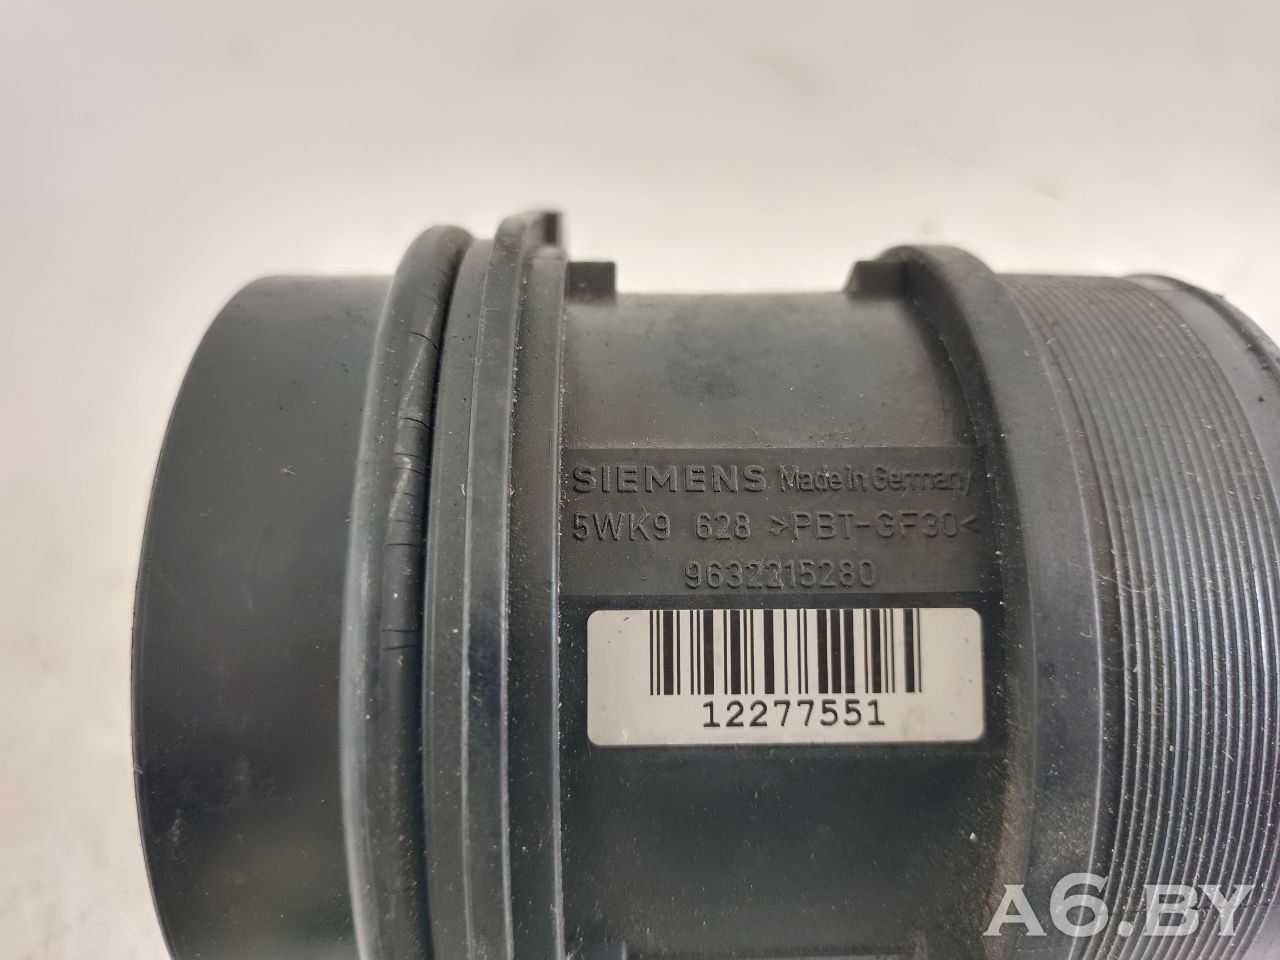 SIEMENS Made in Germany
5WK9 628 >PBT-GF30<
9632215280
12277551
A6.BY